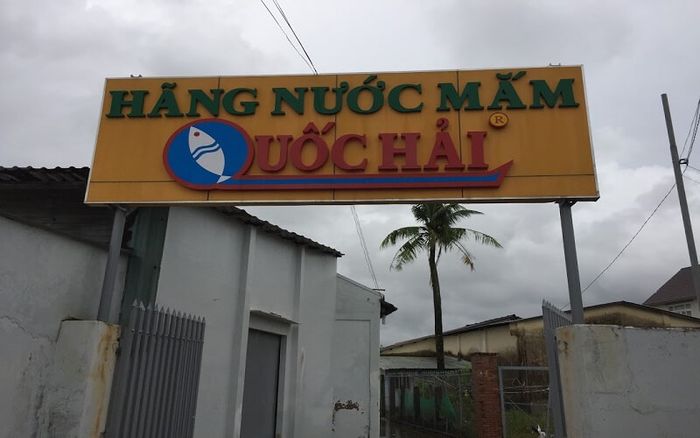 HÃNG NƯỚC MẮM
QUỐC HẢI ®